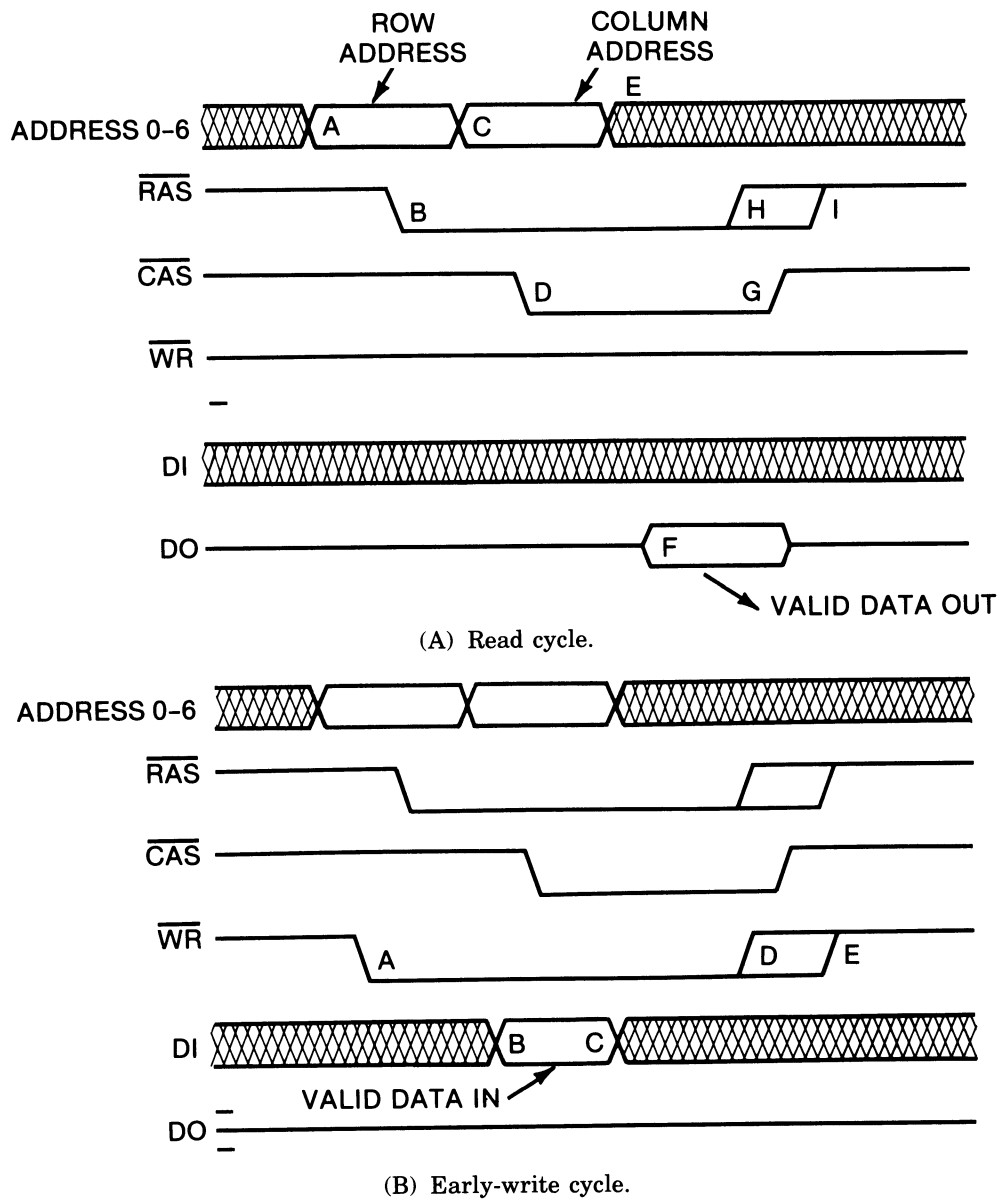 ROW
ADDRESS
COLUMN
ADDRESS
E
ADDRESS 0–6
A
C
RAS
B
H
I
CAS
D
G
WR
DI
DO
F
VALID DATA OUT
(A) Read cycle.
ADDRESS 0–6
RAS
CAS
WR
A
D
E
DI
B
C
VALID DATA IN
DO
(B) Early-write cycle.